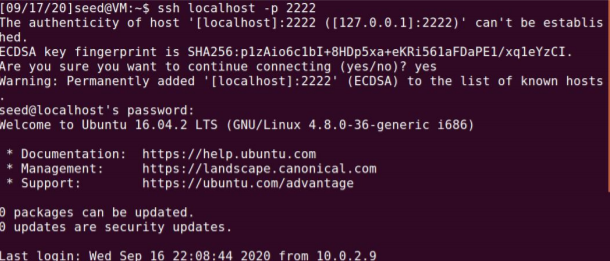 [09/17/20]seed@VM:~$ ssh localhost -p 2222
The authenticity of host '[localhost]:2222 ([127.0.0.1]:2222)' can't be establis
hed.
ECDSA key fingerprint is SHA256:p1zAio6c1bI+8HDp5xa+eKRi561aFDaPE1/xq1eYzCI.
Are you sure you want to continue connecting (yes/no)? yes
Warning: Permanently added '[localhost]:2222' (ECDSA) to the list of known hosts
.
seed@localhost's password:
Welcome to Ubuntu 16.04.2 LTS (GNU/Linux 4.8.0-36-generic i686)
* Documentation:  https://help.ubuntu.com
* Management:     https://landscape.canonical.com
* Support:        https://ubuntu.com/advantage
0 packages can be updated.
0 updates are security updates.
Last login: Wed Sep 16 22:08:44 2020 from 10.0.2.9